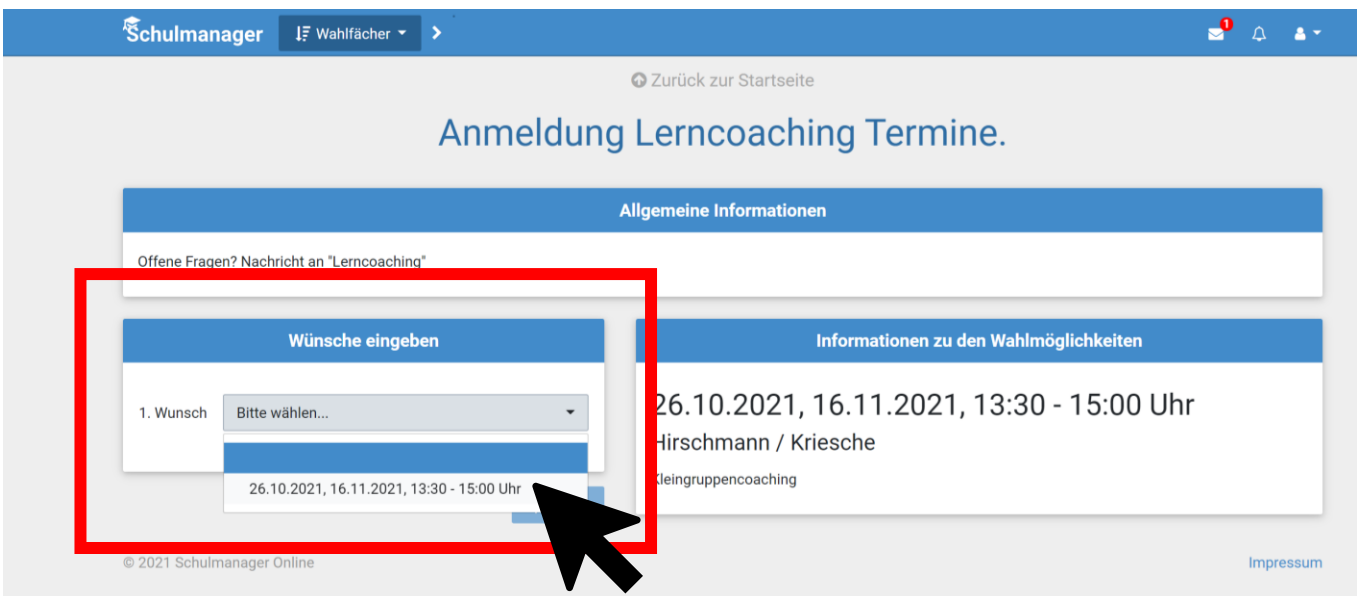 Schulmanager Wahlfächer
1
Zurück zur Startseite
Anmeldung Lerncoaching Termine.
Allgemeine Informationen
Offene Fragen? Nachricht an "Lerncoaching"
Wünsche eingeben
1. Wunsch Bitte wählen...
26.10.2021, 16.11.2021, 13:30 - 15:00 Uhr
Informationen zu den Wahlmöglichkeiten
26.10.2021, 16.11.2021, 13:30 - 15:00 Uhr
Hirschmann / Kriesche
Kleingruppencoaching
© 2021 Schulmanager Online
Impressum